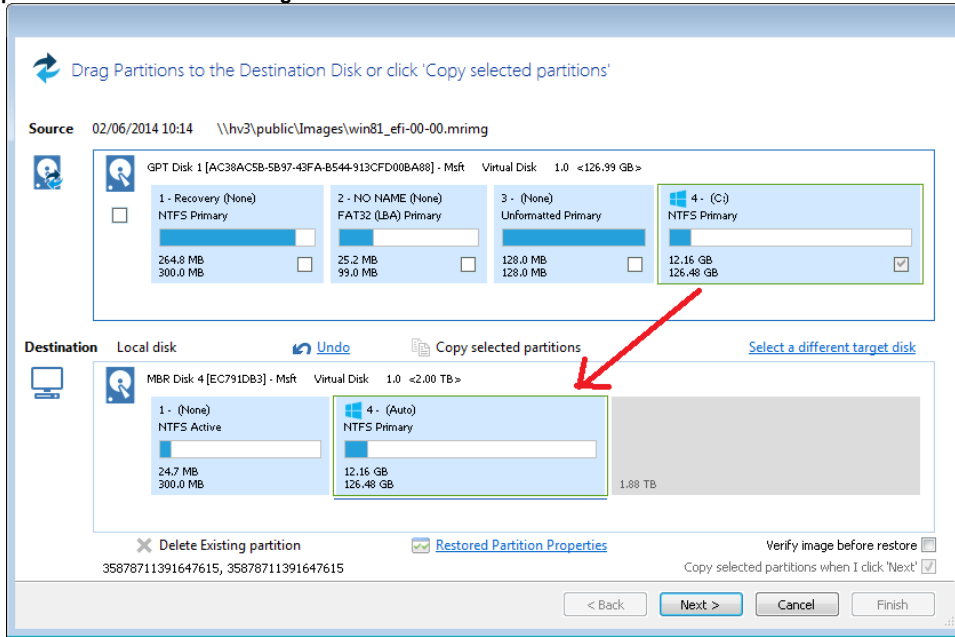 Drag Partitions to the Destination Disk or click 'Copy selected partitions'
Source 02/06/2014 10:14 \\hv3\public\Images\win81_efi-00-00.mrimg
GPT Disk 1 [AC38AC5B-5B97-43FA-B544-913CFD00BA88] - Msft Virtual Disk 1.0 <126.99 GB>
1 - Recovery (None)
NTFS Primary
264.8 MB
300.0 MB
2 - NO NAME (None)
FAT32 (LBA) Primary
25.2 MB
99.0 MB
3 - (None)
Unformatted Primary
128.0 MB
128.0 MB
4 - (C:)
NTFS Primary
12.16 GB
126.48 GB
Destination Local disk Undo Copy selected partitions Select a different target disk
MBR Disk 4 [EC791DB3] - Msft Virtual Disk 1.0 <2.00 TB>
1 - (None)
NTFS Active
24.7 MB
300.0 MB
4 - (Auto)
NTFS Primary
12.16 GB
126.48 GB
1.88 TB
Delete Existing partition Restored Partition Properties Verify image before restore
35878711391647615, 35878711391647615 Copy selected partitions when I click 'Next'
< Back Next > Cancel Finish